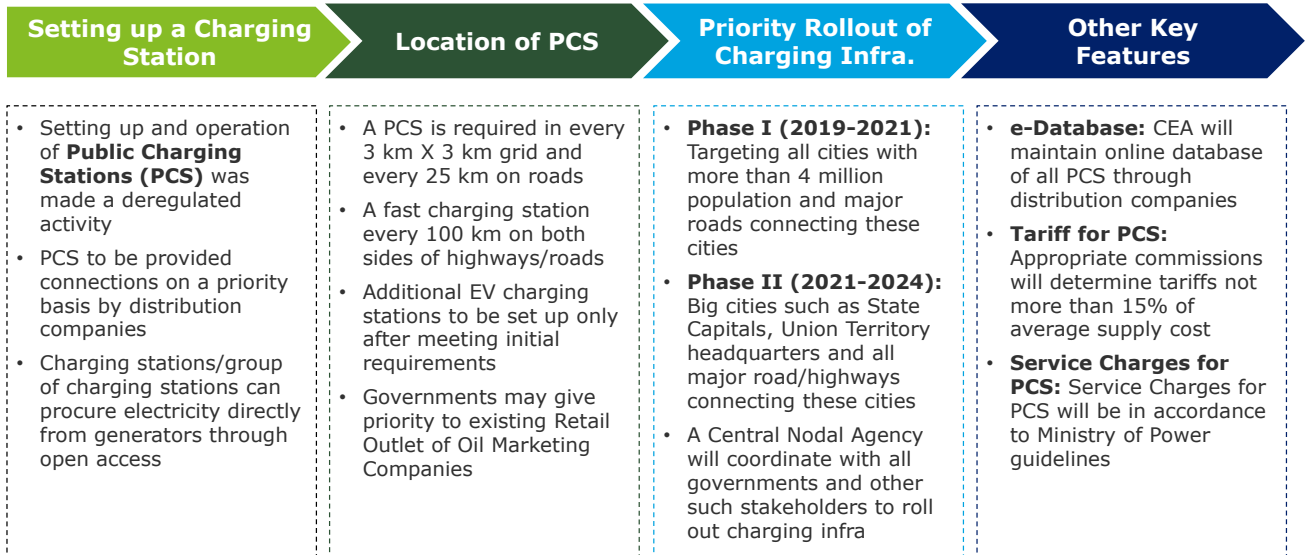 Setting up a Charging
Station
• Setting up and operation
of Public Charging
Stations (PCS) was
made a deregulated
activity
• PCS to be provided
connections on a priority
basis by distribution
companies
• Charging stations/group
of charging stations can
procure electricity directly
from generators through
open access
Location of PCS
• A PCS is required in every
3 km X 3 km grid and
every 25 km on roads
• A fast charging station
every 100 km on both
sides of highways/roads
• Additional EV charging
stations to be set up only
after meeting initial
requirements
• Governments may give
priority to existing Retail
Outlet of Oil Marketing
Companies
Priority Rollout of
Charging Infra.
• Phase I (2019-2021):
Targeting all cities with
more than 4 million
population and major
roads connecting these
cities
• Phase II (2021-2024):
Big cities such as State
Capitals, Union Territory
headquarters and all
major road/highways
connecting these cities
• A Central Nodal Agency
will coordinate with all
governments and other
such stakeholders to roll
out charging infra
Other Key
Features
• e-Database: CEA will
maintain online database
of all PCS through
distribution companies
• Tariff for PCS:
Appropriate commissions
will determine tariffs not
more than 15% of
average supply cost
• Service Charges for
PCS: Service Charges for
PCS will be in accordance
to Ministry of Power
guidelines